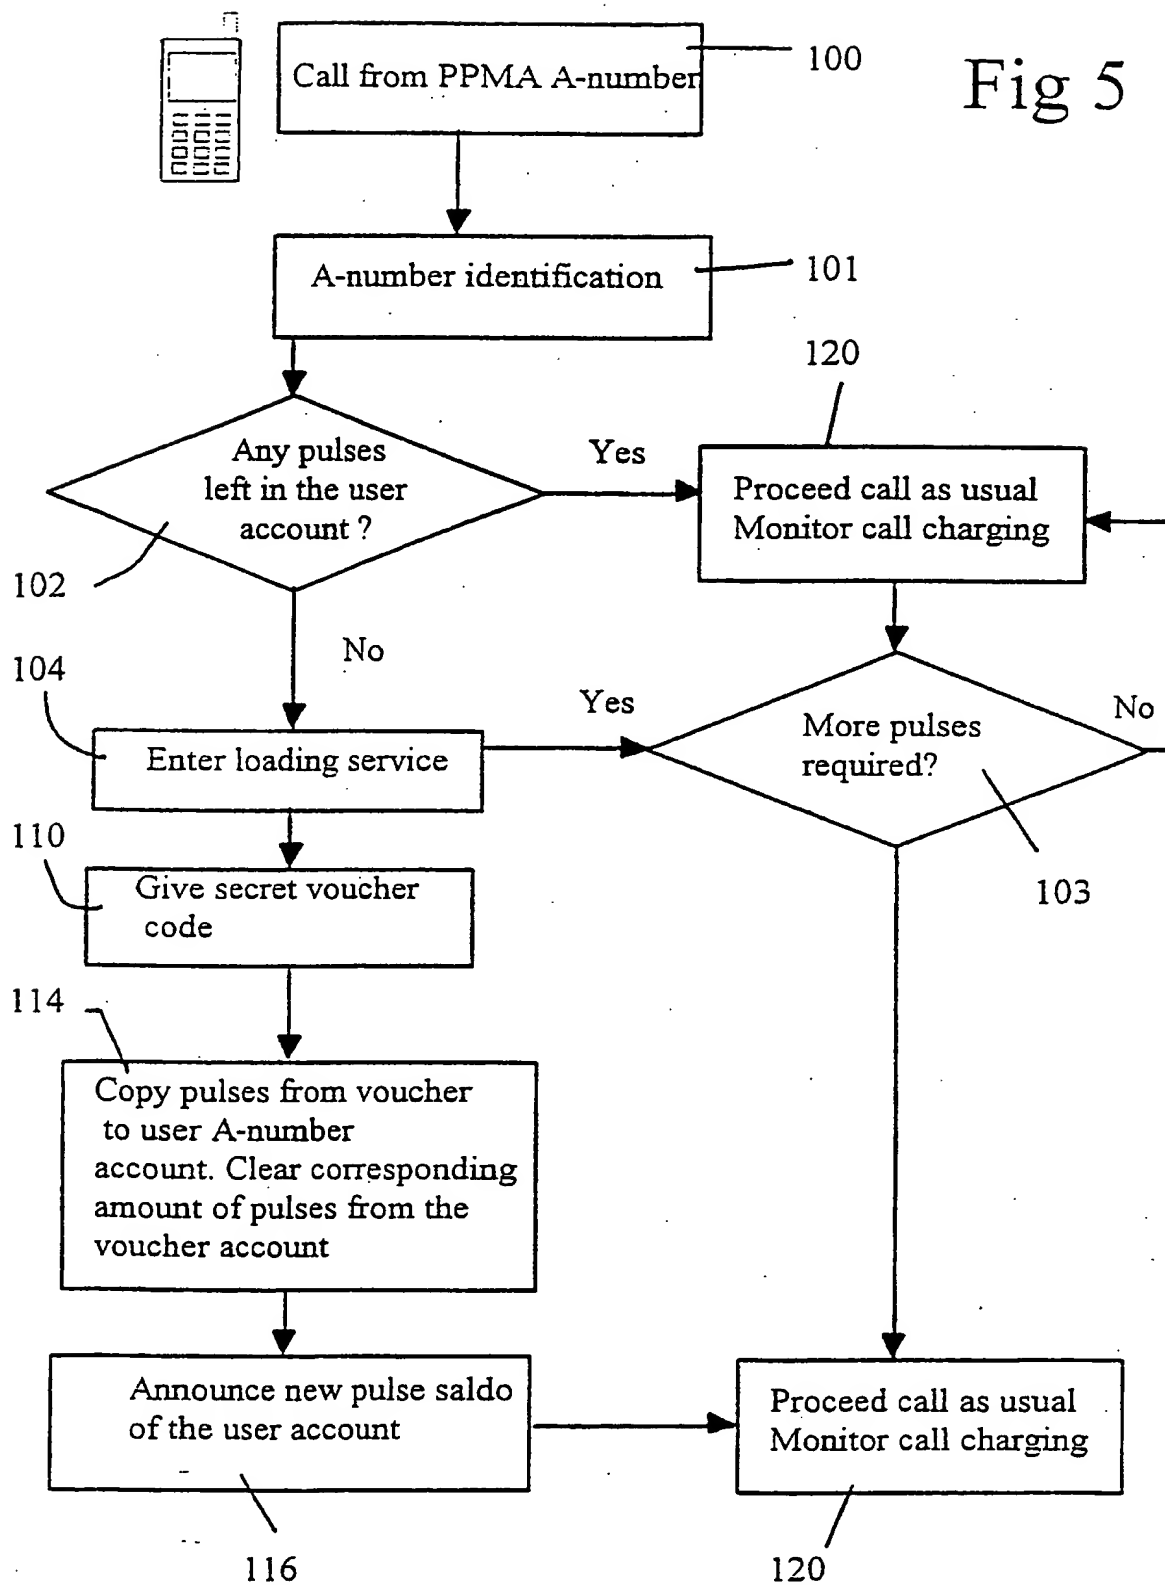 Fig 5
Call from PPMA A-number
100
A-number identification
101
120
Any pulses
left in the user
account ?
102
Yes
Proceed call as usual
Monitor call charging
No
104
Enter loading service
Yes
More pulses
required?
No
103
110
Give secret voucher
code
114
Copy pulses from voucher
to user A-number
account. Clear corresponding
amount of pulses from the
voucher account
Announce new pulse saldo
of the user account
116
Proceed call as usual
Monitor call charging
120